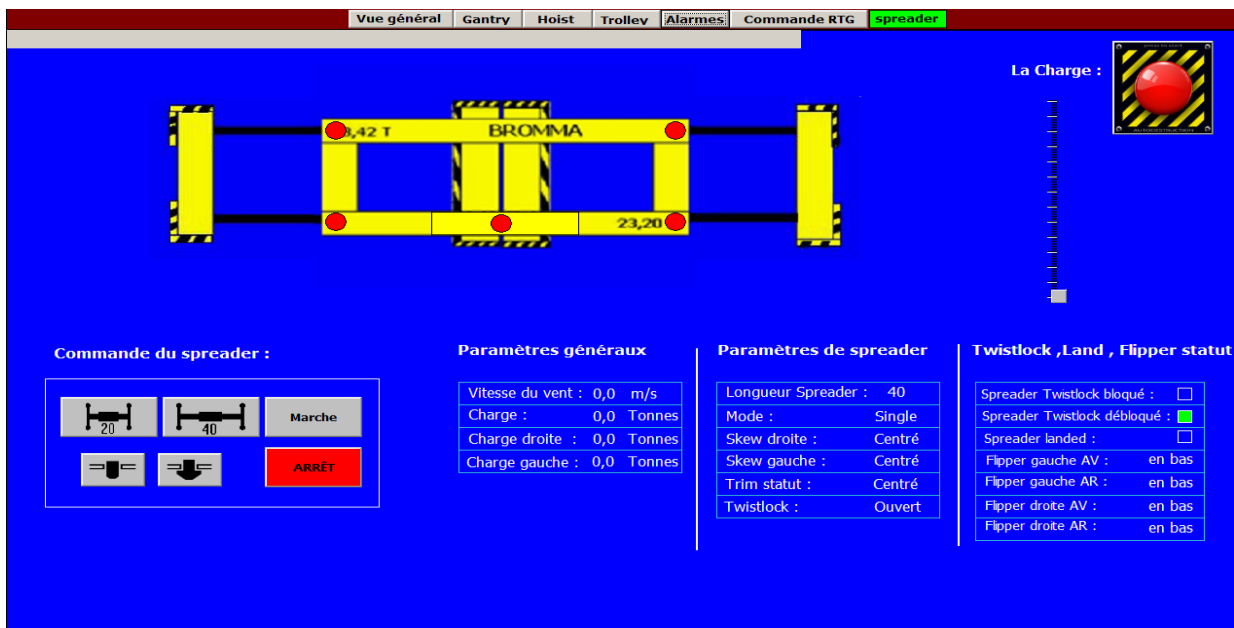 Vue général Gantry Hoist Trolley Alarmes Commande RTG spreader
La Charge :
AUTODESTRUCTION
8,42 T BROMMA
23,20
Commande du spreader :
20 40 Marche
ARRÊT
Paramètres généraux
Vitesse du vent : 0,0 m/s
Charge : 0,0 Tonnes
Charge droite : 0,0 Tonnes
Charge gauche : 0,0 Tonnes
Paramètres de spreader
Longueur Spreader : 40
Mode : Single
Skew droite : Centré
Skew gauche : Centré
Trim statut : Centré
Twistlock : Ouvert
Twistlock ,Land , Flipper statut
Spreader Twistlock bloqué :
Spreader Twistlock débloqué :
Spreader landed :
Flipper gauche AV : en bas
Flipper gauche AR : en bas
Flipper droite AV : en bas
Flipper droite AR : en bas